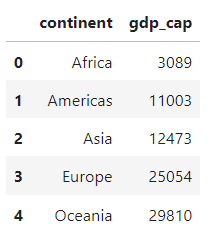 continent gdp_cap
0 Africa 3089
1 Americas 11003
2 Asia 12473
3 Europe 25054
4 Oceania 29810